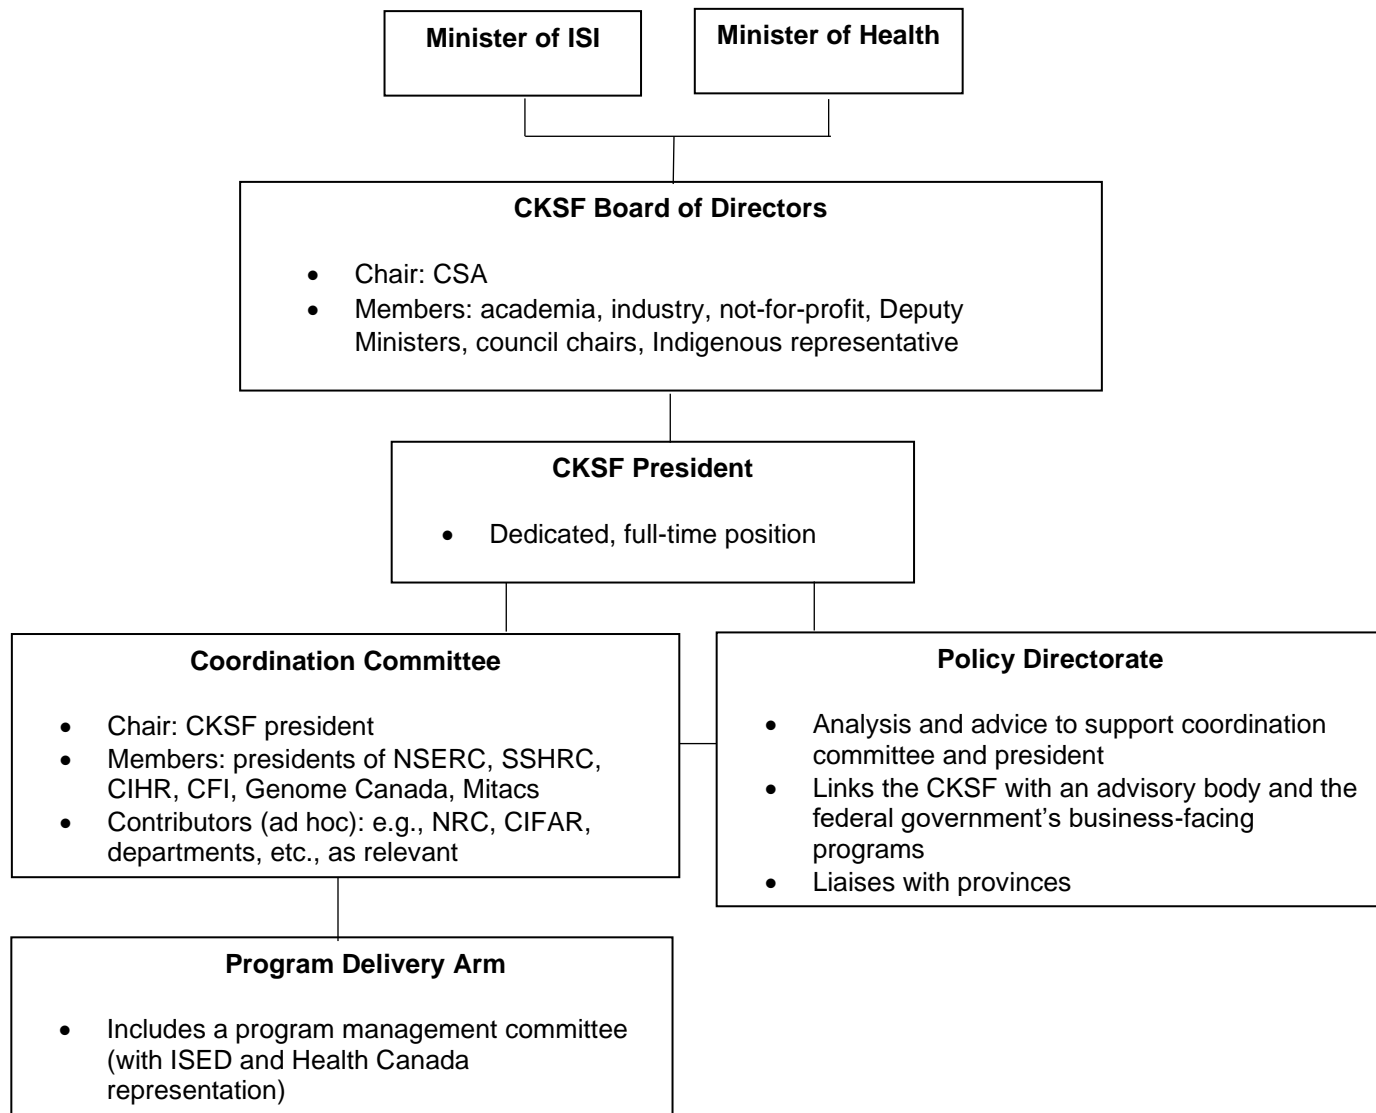 Minister of ISI
Minister of Health
CKSF Board of Directors
• Chair: CSA
• Members: academia, industry, not-for-profit, Deputy
Ministers, council chairs, Indigenous representative
CKSF President
• Dedicated, full-time position
Coordination Committee
• Chair: CKSF president
• Members: presidents of NSERC, SSHRC,
CIHR, CFI, Genome Canada, Mitacs
• Contributors (ad hoc): e.g., NRC, CIFAR,
departments, etc., as relevant
Policy Directorate
• Analysis and advice to support coordination
committee and president
• Links the CKSF with an advisory body and the
federal government’s business-facing
programs
• Liaises with provinces
Program Delivery Arm
• Includes a program management committee
(with ISED and Health Canada
representation)